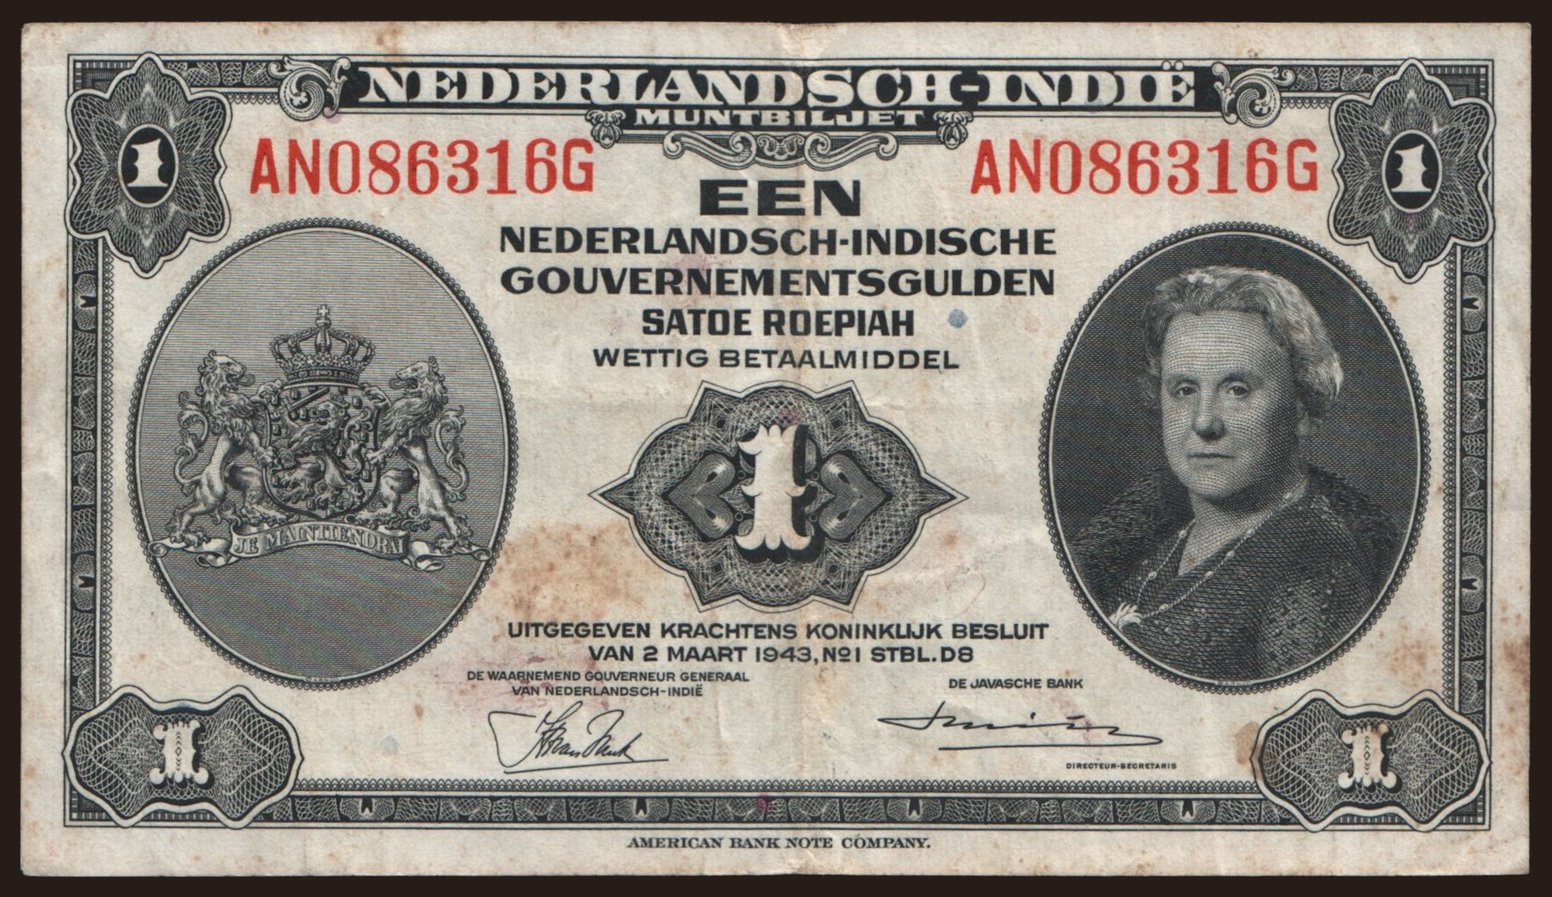 NEDERLANDSCH-INDIË
MUNTBILJET
1
1
AN086316G
AN086316G
EEN
NEDERLANDSCH-INDISCHE
GOUVERNEMENTSGULDEN
SATOE ROEPIAH
WETTIG BETAALMIDDEL
1
JE MAINTIENDRAI
UITGEGEVEN KRACHTENS KONINKLIJK BESLUIT
VAN 2 MAART 1943, No1 STBL. D8
DE WAARNEMEND GOUVERNEUR GENERAAL
VAN NEDERLANDSCH-INDIË
DE JAVASCHE BANK
DIRECTEUR-SECRETARIS
1
1
AMERICAN BANK NOTE COMPANY.